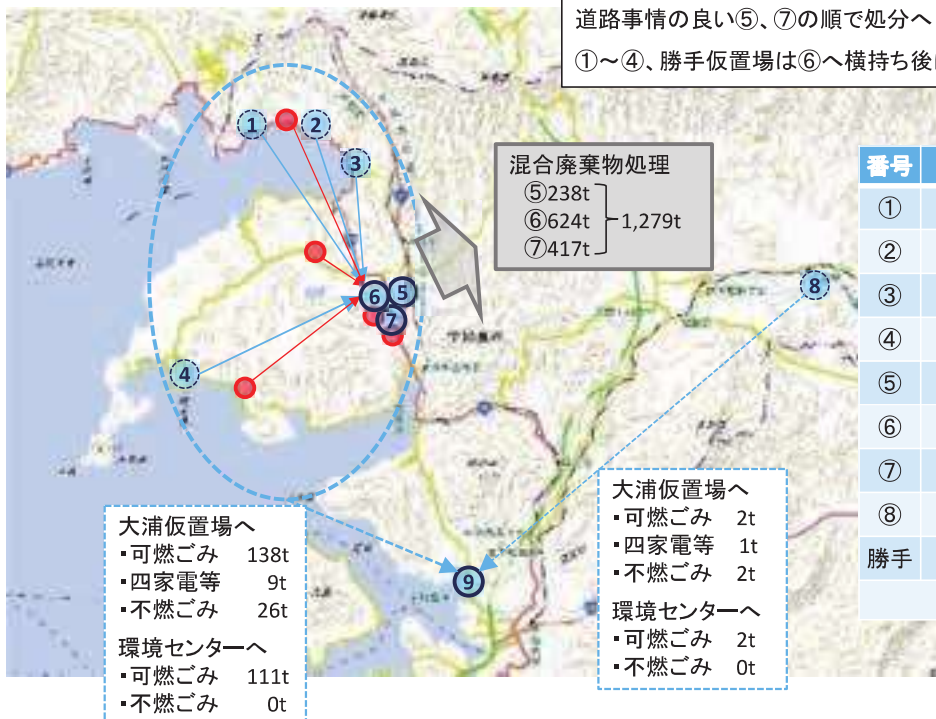 道路事情の良い⑤、⑦の順で処分へ
①～④、勝手仮置場は⑥へ横持ち後
混合廃棄物処理
⑤238t
⑥624t
⑦417t
1,279t
番号
①
②
③
④
⑤
⑥
⑦
⑧
勝手
1
2
3
4
5
6
7
8
9
大浦仮置場へ
▪可燃ごみ 138t
▪四家電等 9t
▪不燃ごみ 26t
環境センターへ
▪可燃ごみ 111t
▪不燃ごみ 0t
大浦仮置場へ
▪可燃ごみ 2t
▪四家電等 1t
▪不燃ごみ 2t
環境センターへ
▪可燃ごみ 2t
▪不燃ごみ 0t